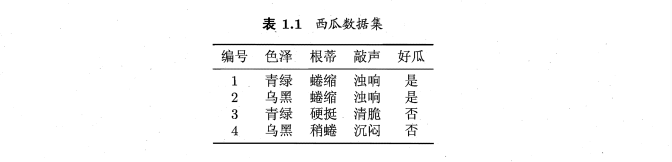 表 1.1 西瓜数据集
编号 色泽 根蒂 敲声 好瓜
1 青绿 蜷缩 浊响 是
2 乌黑 蜷缩 浊响 是
3 青绿 硬挺 清脆 否
4 乌黑 稍蜷 沉闷 否